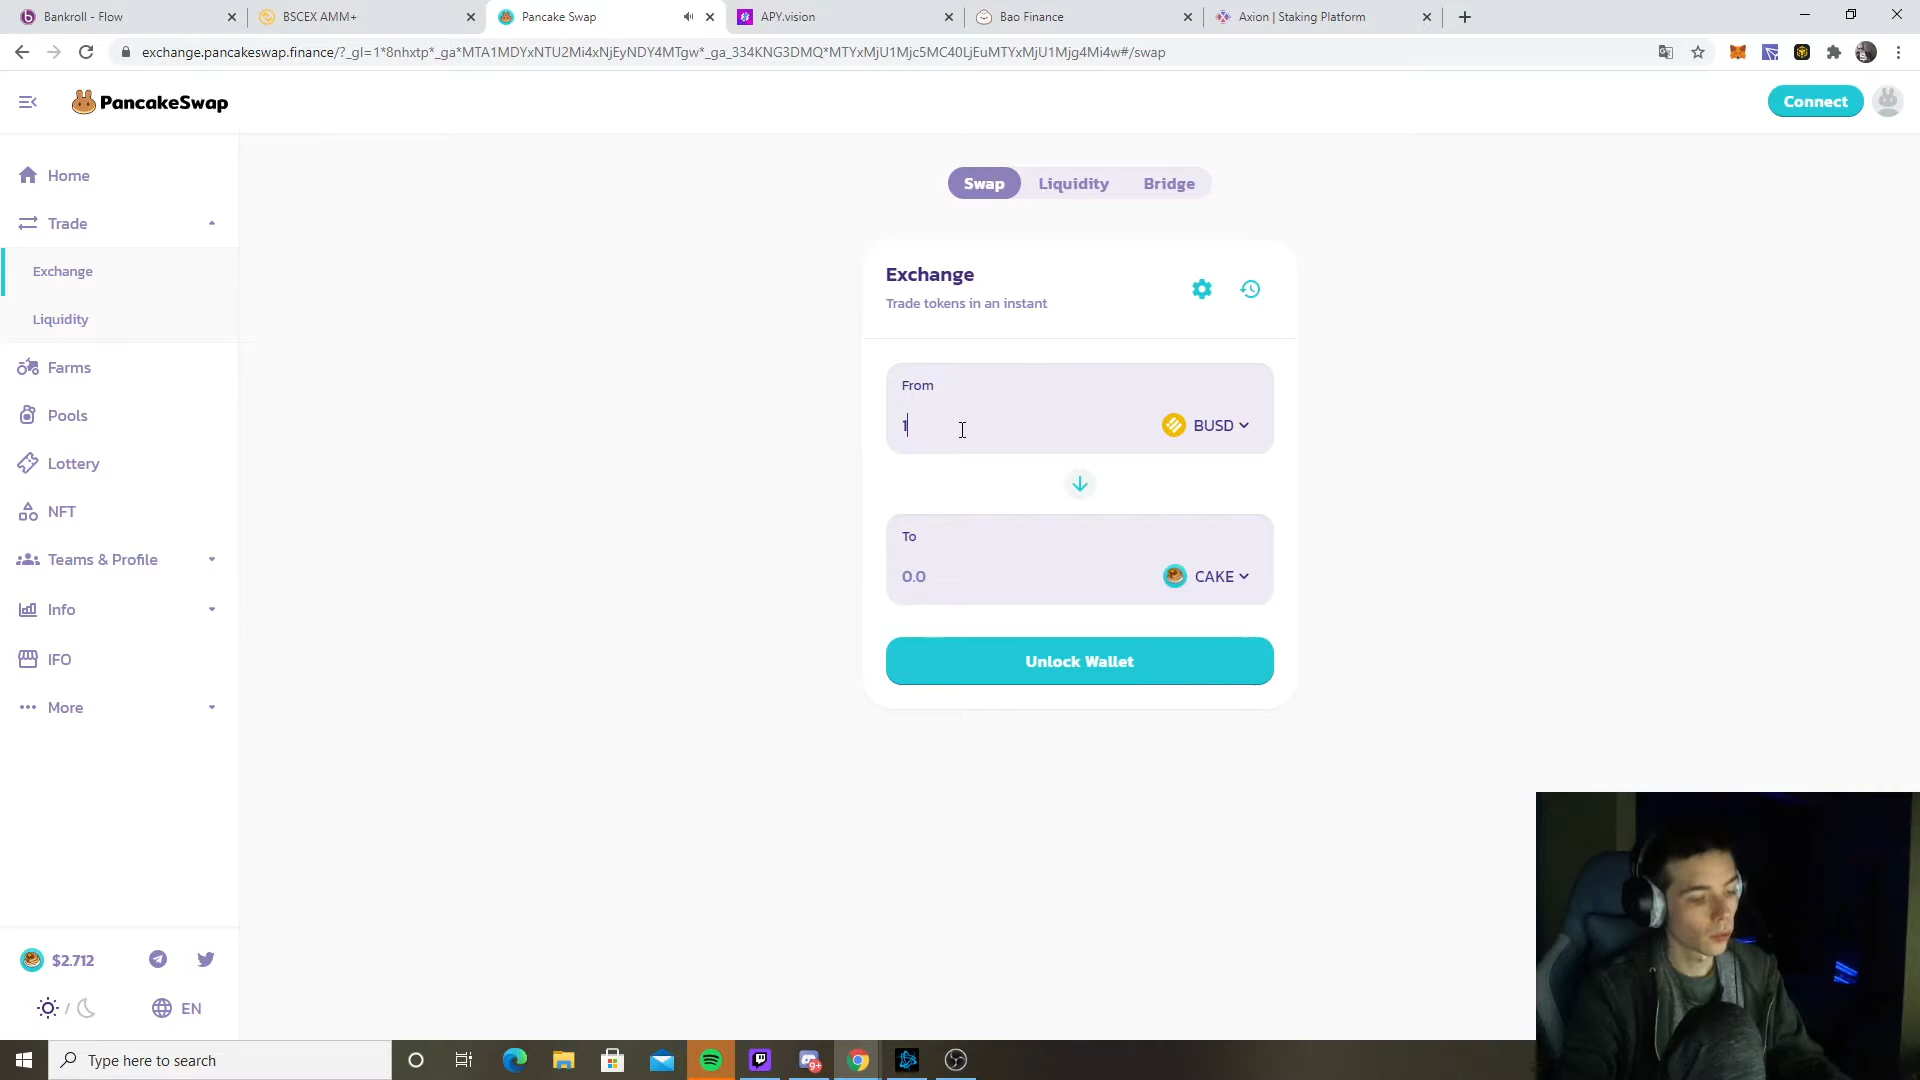 Bankroll - Flow
BSCEX AMM+
Pancake Swap
APY.vision
Bao Finance
Axion | Staking Platform
exchange.pancakeswap.finance/?_gl=1*8nhxtp*_ga*MTA1MDYxNTU2Mi4xNjEyNDY4MTgw*_ga_334KNG3DMQ*MTYxMjU1Mjc5MC40LjEuMTYxMjU1Mjg4Mi4w#/swap
PancakeSwap
Connect
Home
Trade
Exchange
Liquidity
Farms
Pools
Lottery
NFT
Teams & Profile
Info
IFO
More
$2.712
/
EN
Swap
Liquidity
Bridge
Exchange
Trade tokens in an instant
From
1
BUSD
To
0.0
CAKE
Unlock Wallet
Type here to search
9+